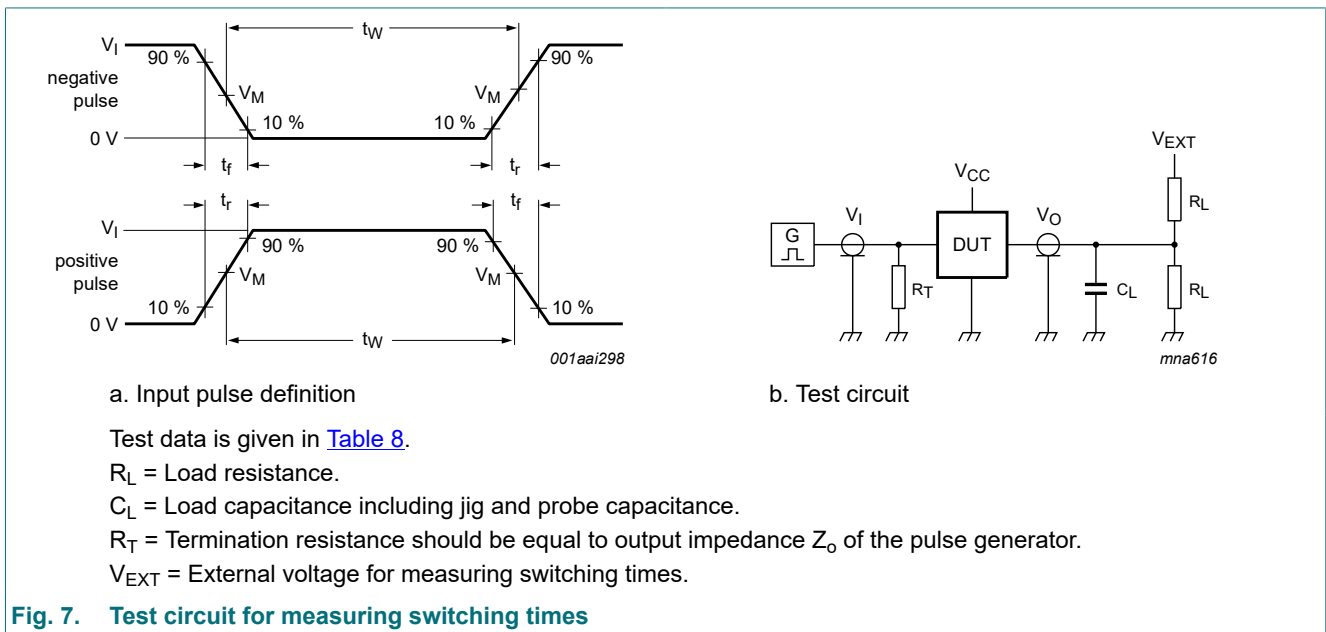 tW
VI
90 %
90 %
negative
pulse
VM
VM
10 %
10 %
0 V
tf
tr
tr
tf
VI
90 %
90 %
positive
pulse
VM
VM
10 %
10 %
0 V
tW
001aai298
VEXT
VCC
RL
VI
VO
G
DUT
RT
CL
RL
mna616
a. Input pulse definition
b. Test circuit
Test data is given in Table 8.
RL = Load resistance.
CL = Load capacitance including jig and probe capacitance.
RT = Termination resistance should be equal to output impedance Zo of the pulse generator.
VEXT = External voltage for measuring switching times.
Fig. 7. Test circuit for measuring switching times